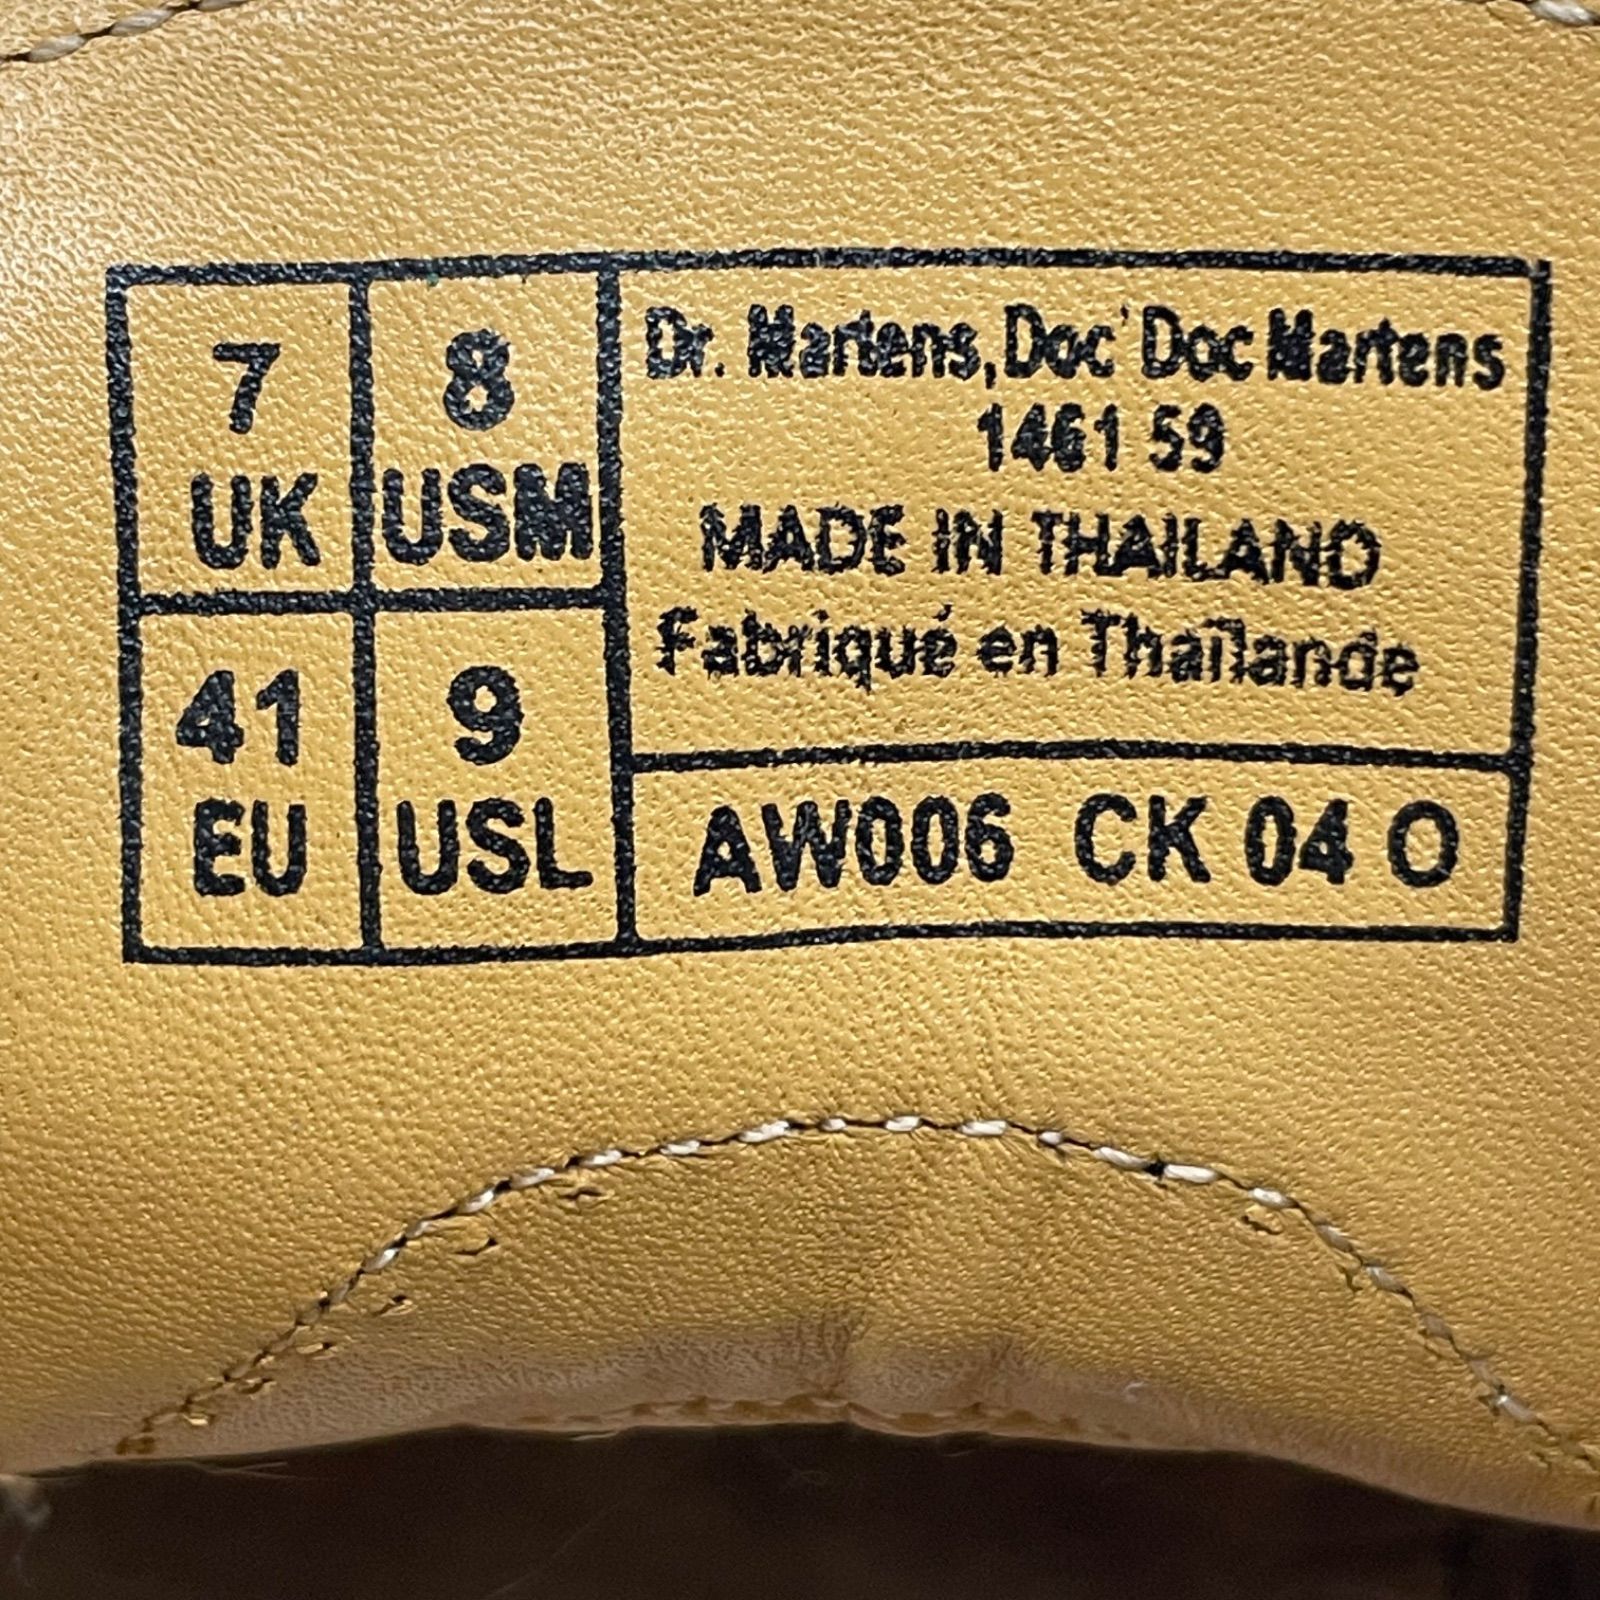 7
UK
8
USM
41
EU
9
USL
Dr. Martens, Doc' Doc Martens
1461 59
MADE IN THAILAND
Fabriqué en Thaïlande
AW006 CK 04 O